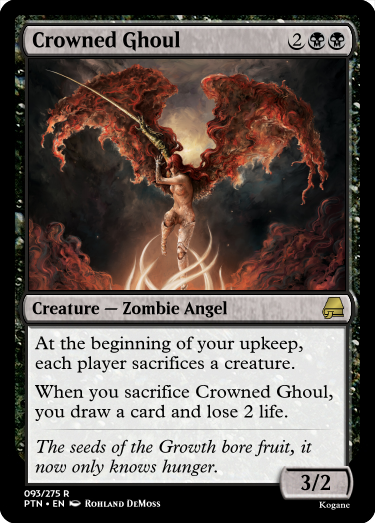 Crowned Ghoul 2
Creature — Zombie Angel
At the beginning of your upkeep,
each player sacrifices a creature.
When you sacrifice Crowned Ghoul,
you draw a card and lose 2 life.
The seeds of the Growth bore fruit, it
now only knows hunger.
3/2
093/275 R
PTN • EN Rohland DeMoss
Kogane